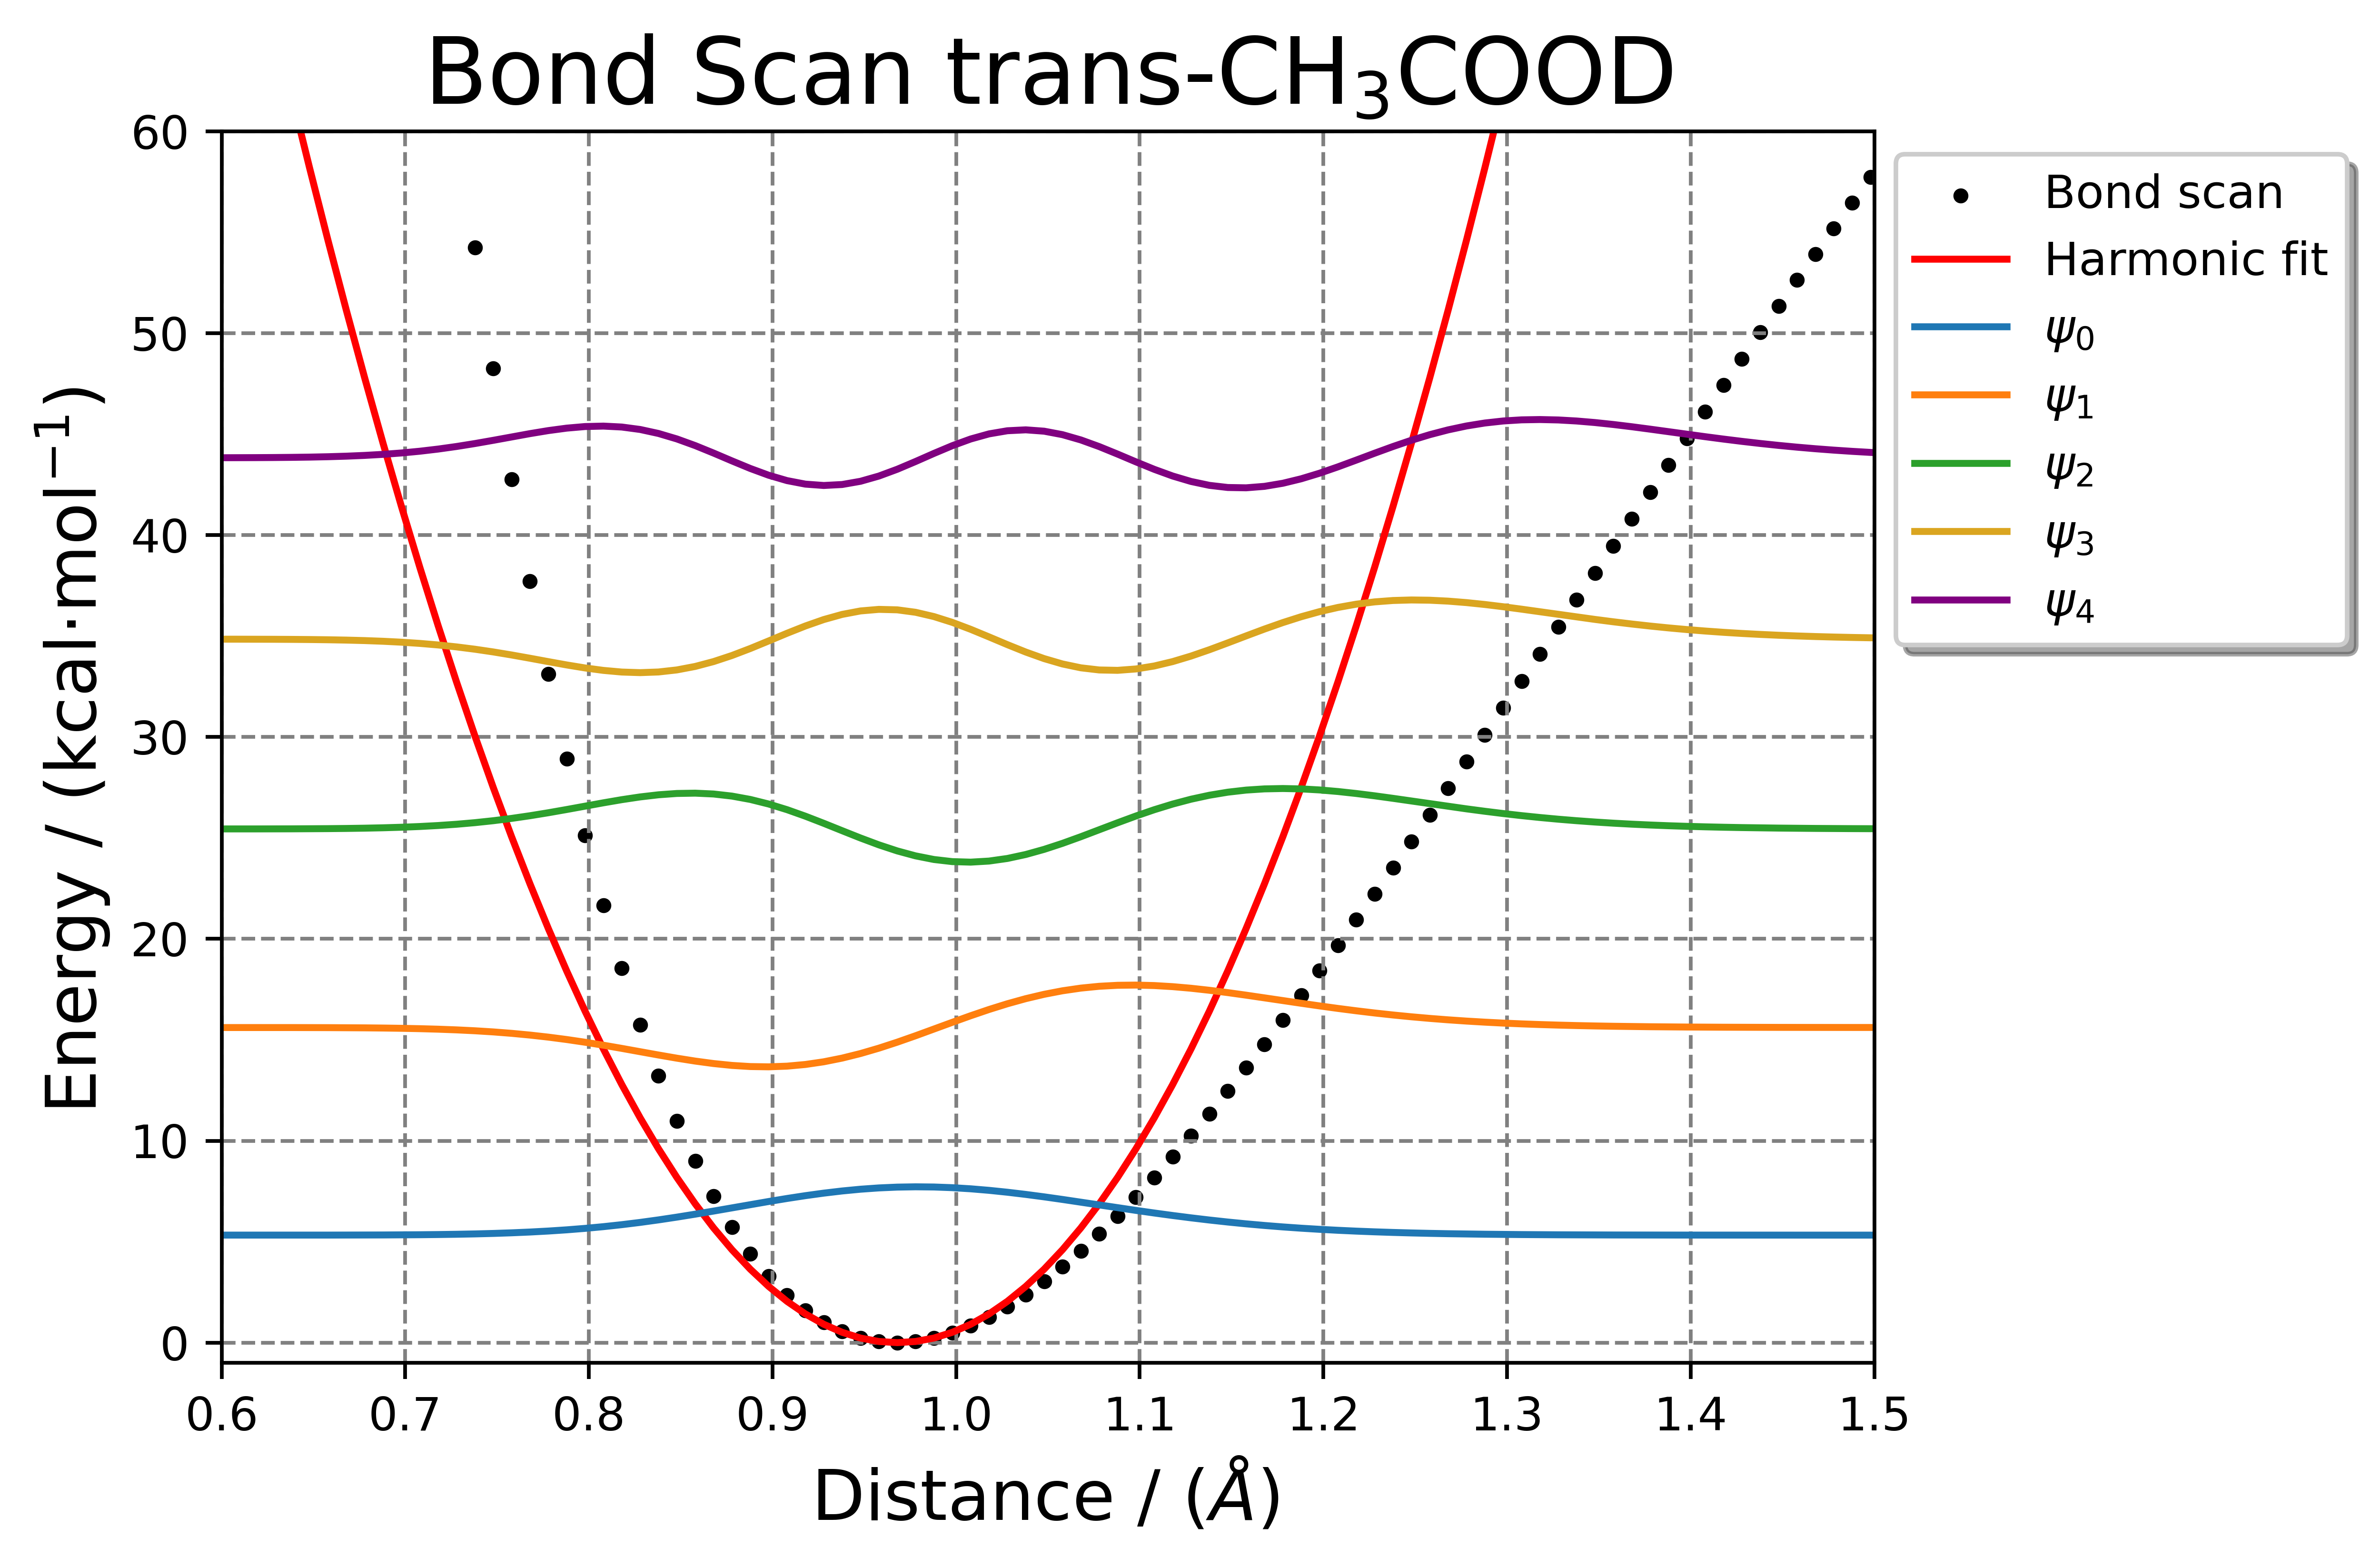 Bond Scan trans-CH₃COOD
Energy / (kcal·mol⁻¹)
60
50
40
30
20
10
0
0.6 0.7 0.8 0.9 1.0 1.1 1.2 1.3 1.4 1.5
Distance / (Å)
Bond scan
Harmonic fit
ψ₀
ψ₁
ψ₂
ψ₃
ψ₄